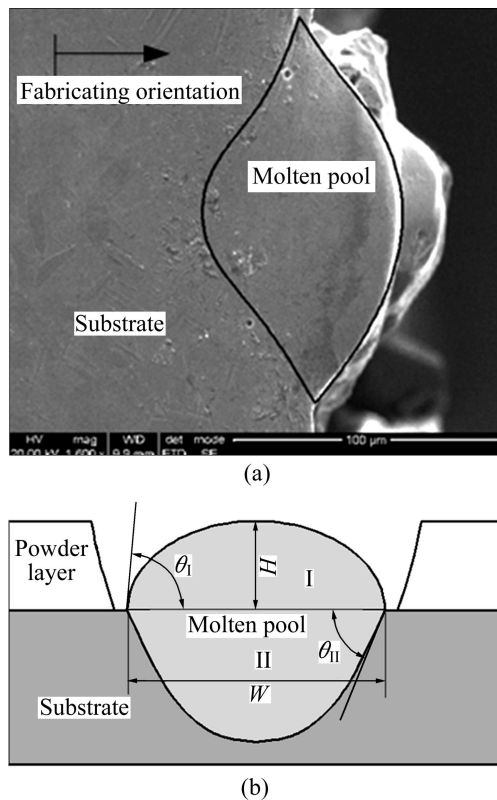 Fabricating orientation
Molten pool
Substrate
HV mag WD det mode 100 μm
20.00 kV 1,600 x 9.9 mm ETD SE
(a)
Powder
layer
θI
H
I
Molten pool
θII
II
Substrate
W
(b)